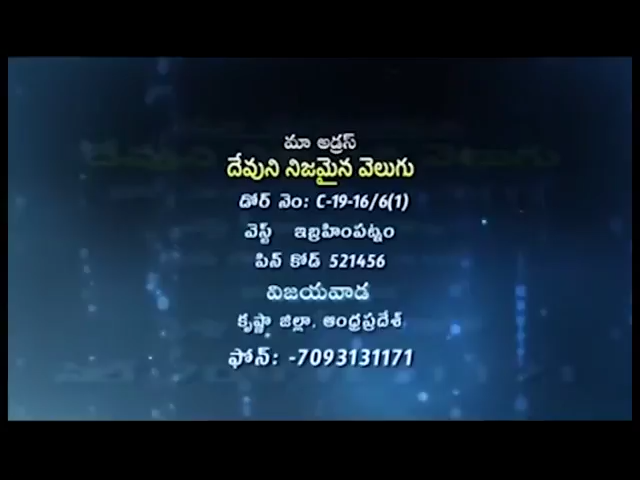 మా అడ్రస్
దేవుని నిజమైన వెలుగు
డోర్ నెం: C-19-16/6(1)
వెస్ట్ ఇబ్రహింపట్నం
పిన్ కోడ్ 521456
విజయవాడ
కృష్ణా జిల్లా, ఆంధ్రప్రదేశ్
ఫోన్: -7093131171